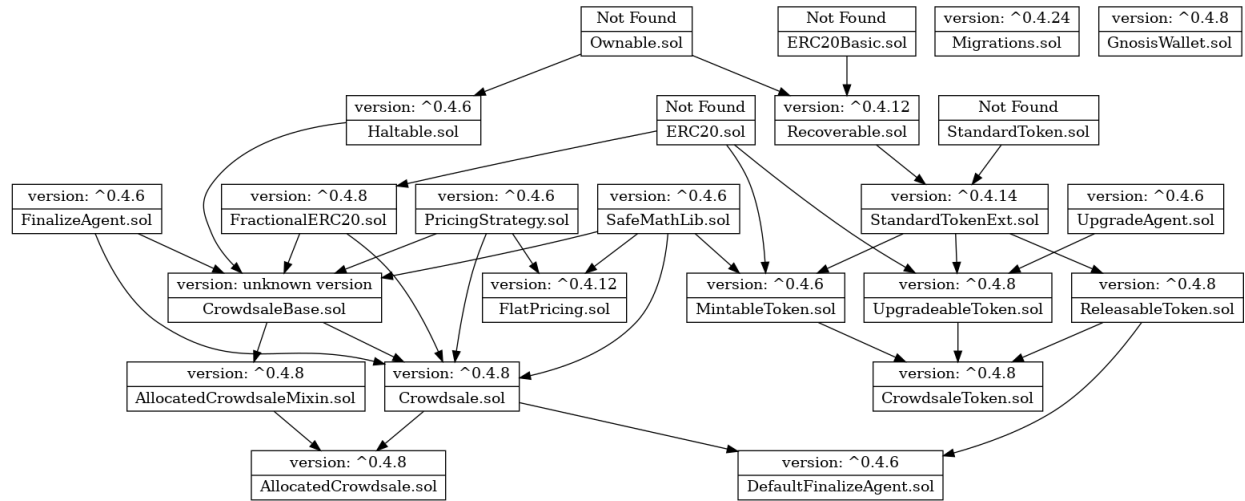 Not Found
Ownable.sol
Not Found
ERC20Basic.sol
version: ^0.4.24
Migrations.sol
version: ^0.4.8
GnosisWallet.sol
version: ^0.4.6
Haltable.sol
Not Found
ERC20.sol
version: ^0.4.12
Recoverable.sol
Not Found
StandardToken.sol
version: ^0.4.6
FinalizeAgent.sol
version: ^0.4.8
FractionalERC20.sol
version: ^0.4.6
PricingStrategy.sol
version: ^0.4.6
SafeMathLib.sol
version: ^0.4.14
StandardTokenExt.sol
version: ^0.4.6
UpgradeAgent.sol
version: unknown version
CrowdsaleBase.sol
version: ^0.4.12
FlatPricing.sol
version: ^0.4.6
MintableToken.sol
version: ^0.4.8
UpgradeableToken.sol
version: ^0.4.8
ReleasableToken.sol
version: ^0.4.8
AllocatedCrowdsaleMixin.sol
version: ^0.4.8
Crowdsale.sol
version: ^0.4.8
CrowdsaleToken.sol
version: ^0.4.8
AllocatedCrowdsale.sol
version: ^0.4.6
DefaultFinalizeAgent.sol